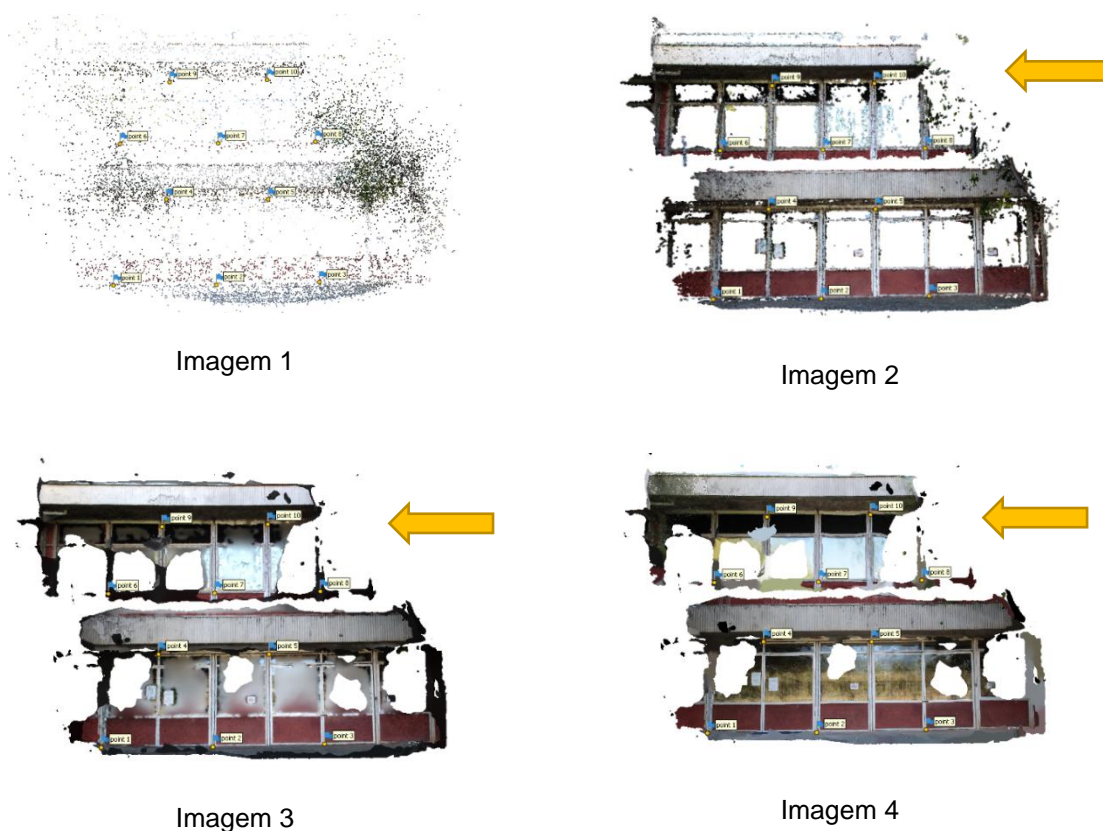 point 9
point 10
point 6
point 7
point 8
point 4
point 5
point 1
point 2
point 3
Imagem 1
point 9
point 10
point 6
point 7
point 8
point 4
point 5
point 1
point 2
point 3
Imagem 2
point 9
point 10
point 6
point 7
point 8
point 4
point 5
point 1
point 2
point 3
Imagem 3
point 9
point 10
point 6
point 7
point 8
point 4
point 5
point 1
point 2
point 3
Imagem 4